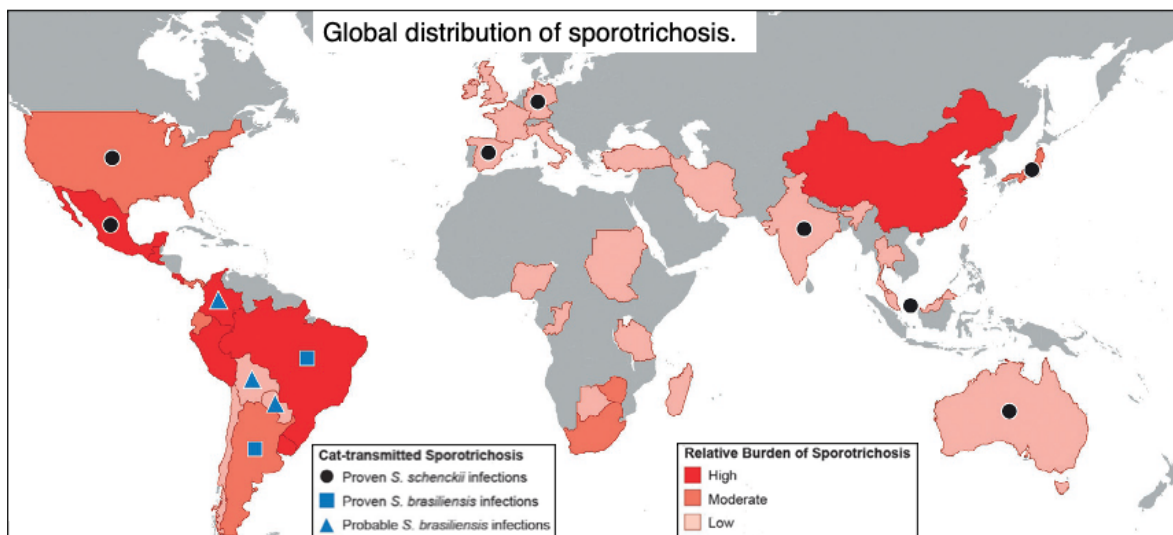 Global distribution of sporotrichosis.
Cat-transmitted Sporotrichosis
Proven S. schenckii infections
Proven S. brasiliensis infections
Probable S. brasiliensis infections
Relative Burden of Sporotrichosis
High
Moderate
Low